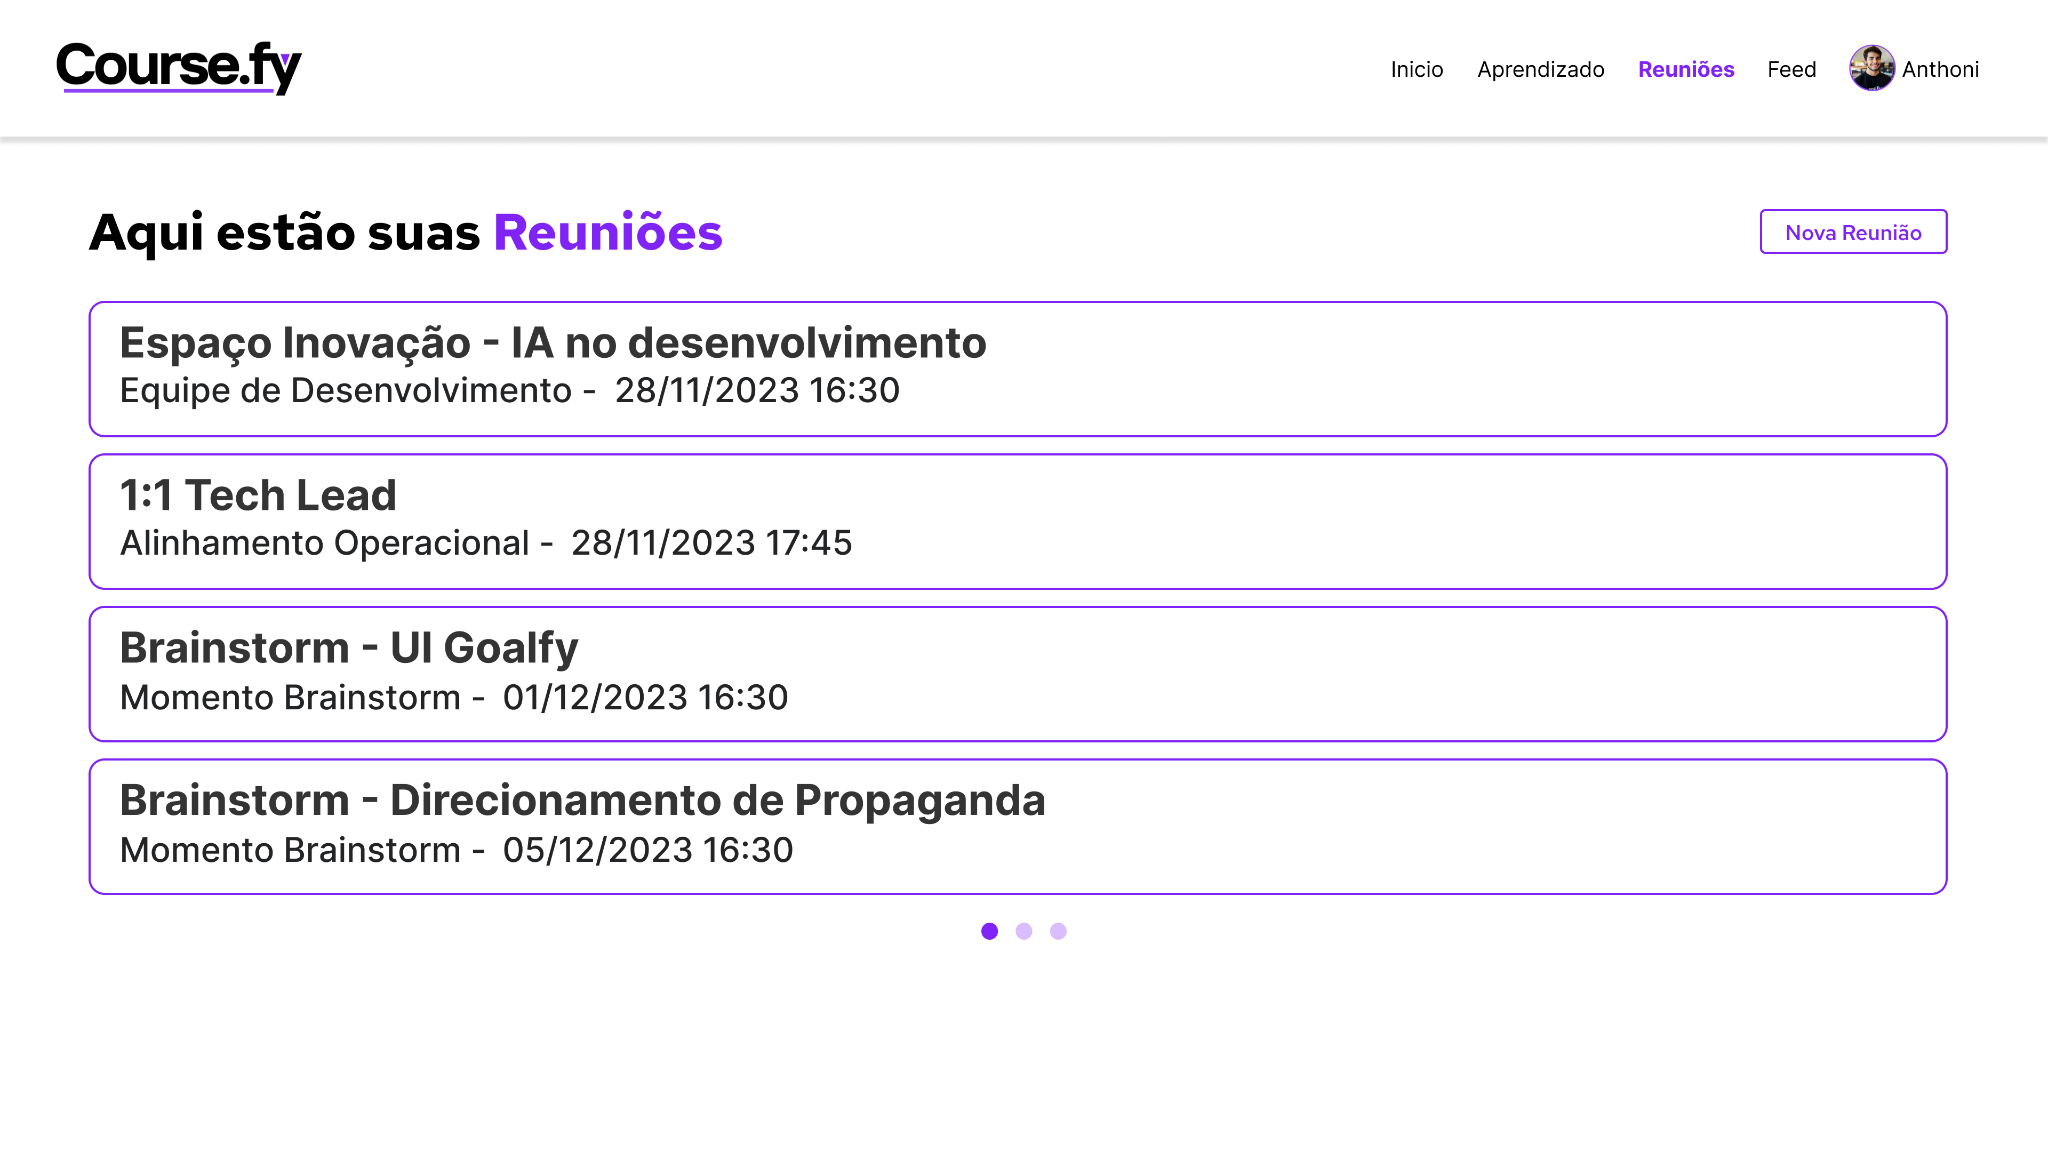 Course.fy
Inicio Aprendizado Reuniões Feed Anthoni
Aqui estão suas Reuniões
Nova Reunião
Espaço Inovação - IA no desenvolvimento
Equipe de Desenvolvimento - 28/11/2023 16:30
1:1 Tech Lead
Alinhamento Operacional - 28/11/2023 17:45
Brainstorm - UI Goalfy
Momento Brainstorm - 01/12/2023 16:30
Brainstorm - Direcionamento de Propaganda
Momento Brainstorm - 05/12/2023 16:30